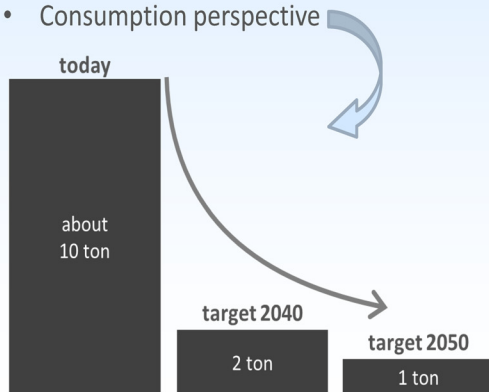 • Consumption perspective
today
about
10 ton
target 2040
2 ton
target 2050
1 ton